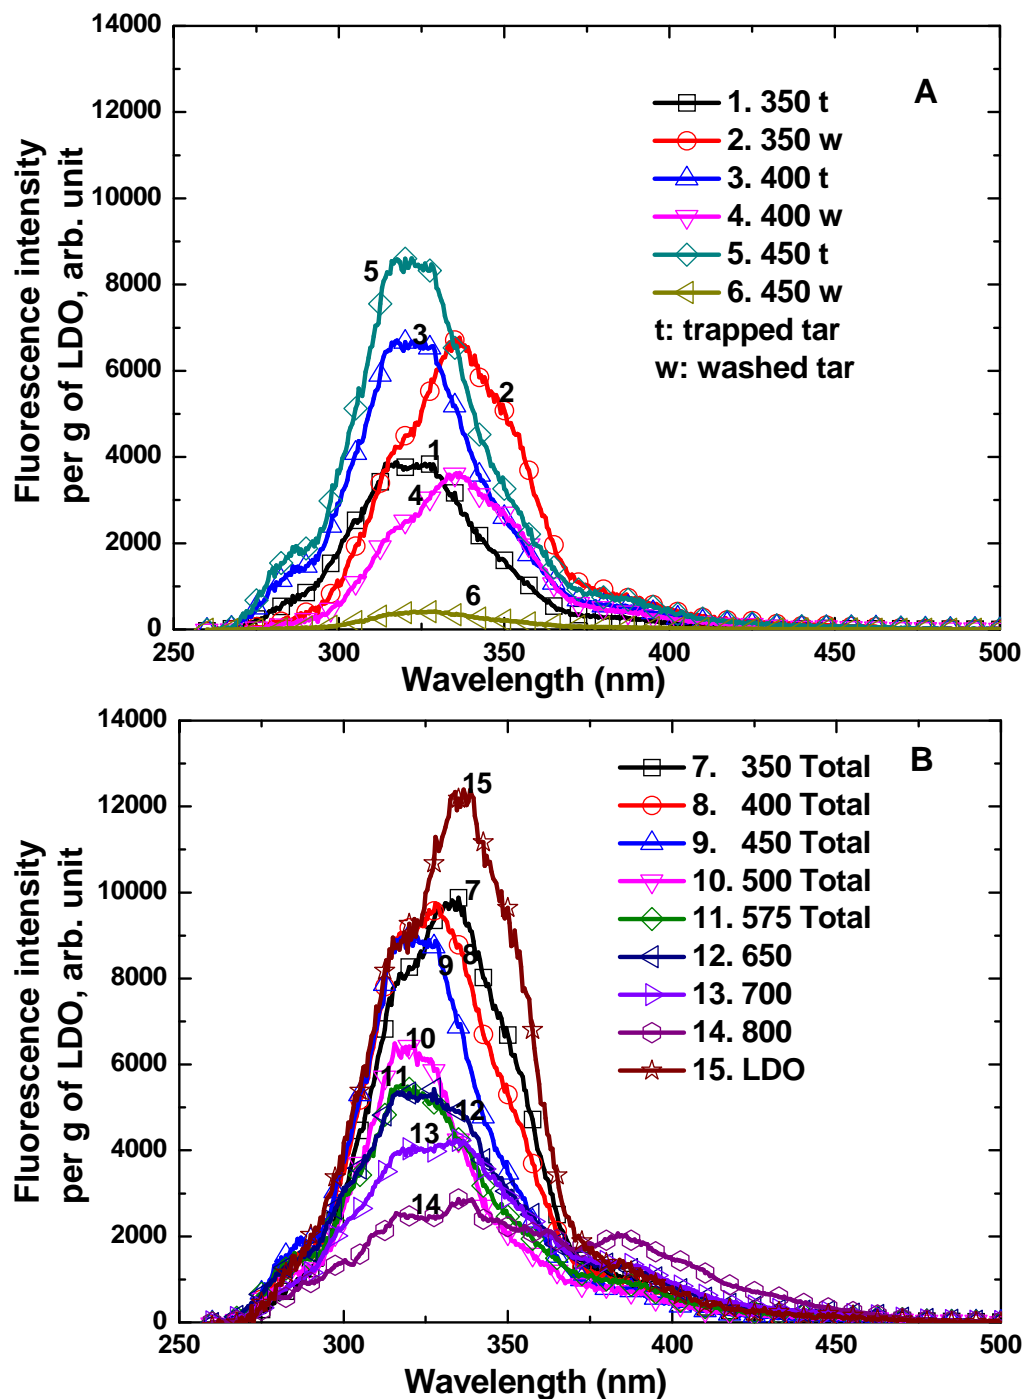 14000
12000
10000
8000
6000
4000
2000
0
Fluorescence intensity
per g of LDO, arb. unit
A
1. 350 t
2. 350 w
3. 400 t
4. 400 w
5. 450 t
6. 450 w
t: trapped tar
w: washed tar
5
3
2
1
4
6
250 300 350 400 450 500
Wavelength (nm)
14000
12000
10000
8000
6000
4000
2000
0
Fluorescence intensity
per g of LDO, arb. unit
B
7. 350 Total
8. 400 Total
9. 450 Total
10. 500 Total
11. 575 Total
12. 650
13. 700
14. 800
15. LDO
15
7
8
9
10
11
12
13
14
250 300 350 400 450 500
Wavelength (nm)